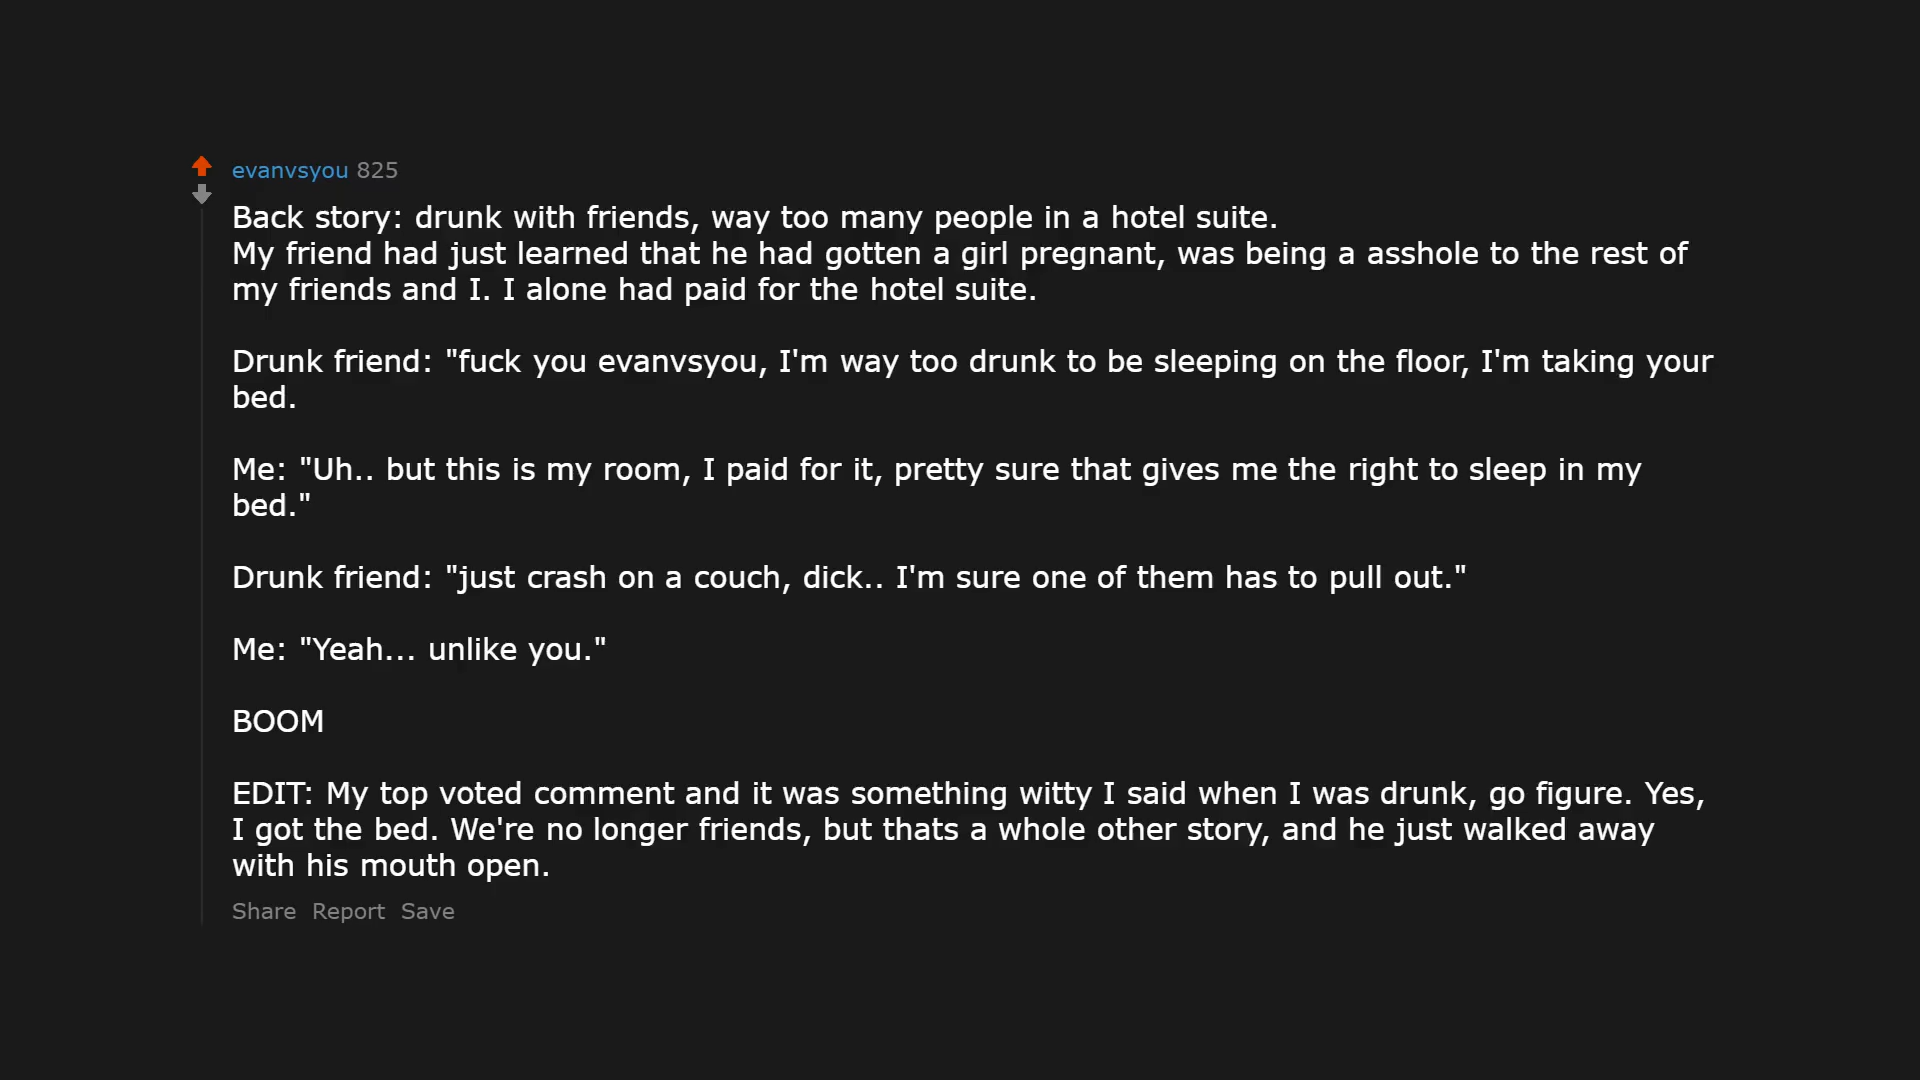 evanvsyou 825
Back story: drunk with friends, way too many people in a hotel suite.
My friend had just learned that he had gotten a girl pregnant, was being a asshole to the rest of
my friends and I. I alone had paid for the hotel suite.
Drunk friend: "fuck you evanvsyou, I'm way too drunk to be sleeping on the floor, I'm taking your
bed.
Me: "Uh.. but this is my room, I paid for it, pretty sure that gives me the right to sleep in my
bed."
Drunk friend: "just crash on a couch, dick.. I'm sure one of them has to pull out."
Me: "Yeah... unlike you."
BOOM
EDIT: My top voted comment and it was something witty I said when I was drunk, go figure. Yes,
I got the bed. We're no longer friends, but thats a whole other story, and he just walked away
with his mouth open.
Share Report Save